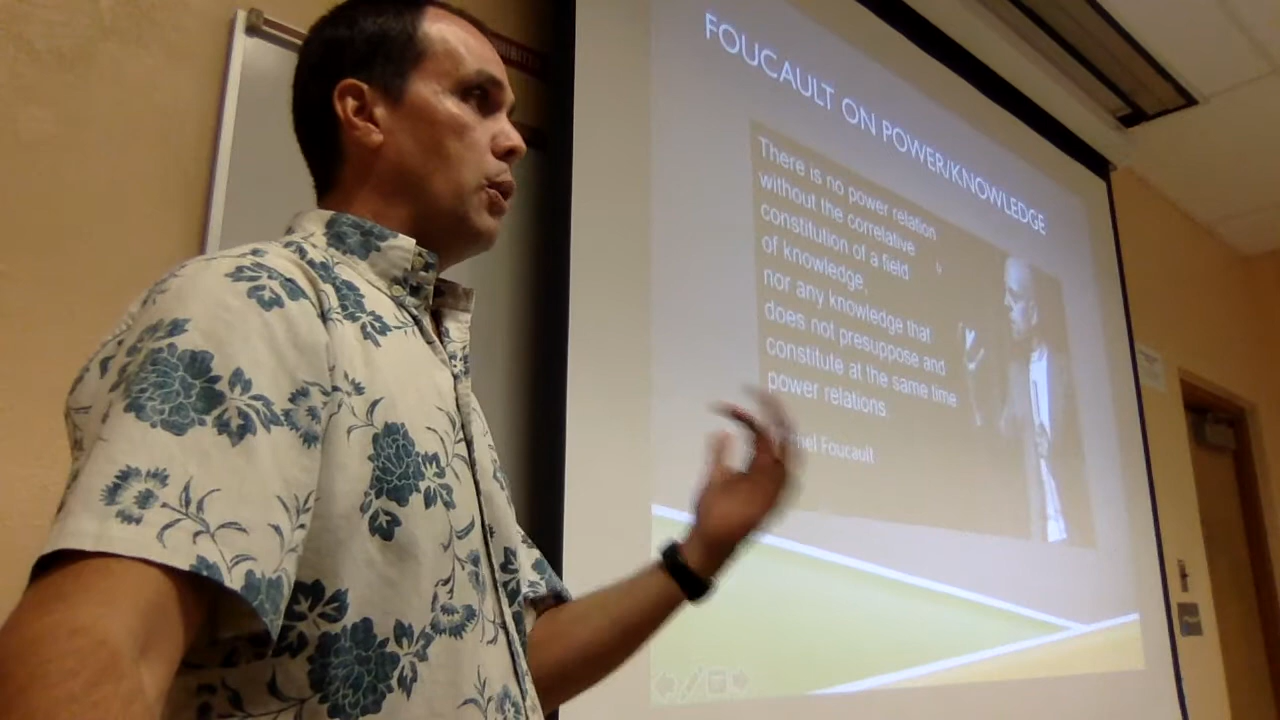 FOUCAULT ON POWER/KNOWLEDGE
There is no power relation
without the correlative
constitution of a field
of knowledge,
nor any knowledge that
does not presuppose and
constitute at the same time
power relations
Foucault